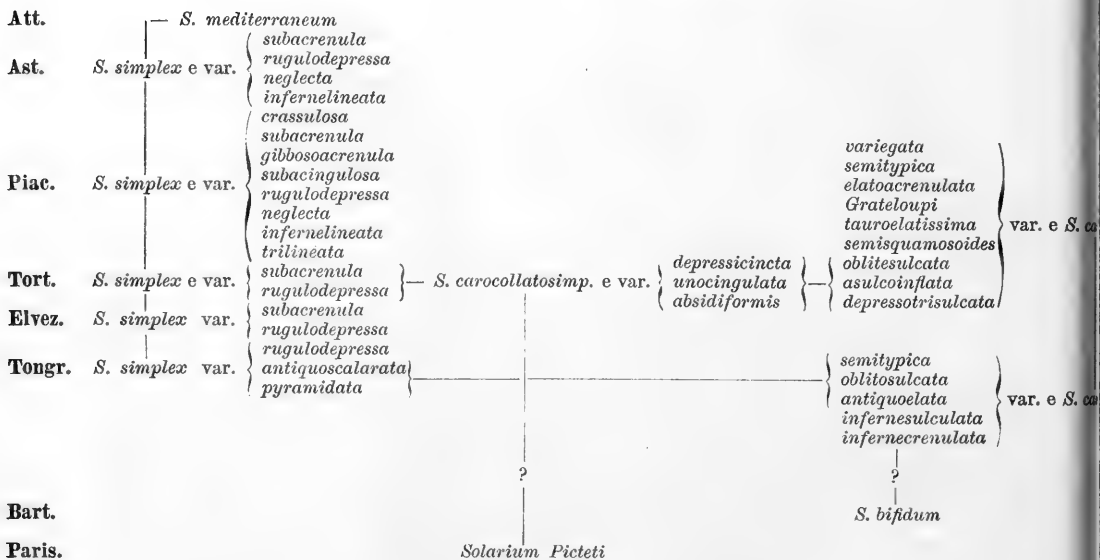 Att. S. mediterraneum
subacrenula
rugulodepressa
Ast. S. simplex e var. neglecta
infernelineata
crassulosa
subacrenula
gibbosoacrenula
Piac. S. simplex e var. subacingulosa
rugulodepressa
neglecta
infernelineata
trilineata
variegata
semitypica
elatoacrenulata
Grateloupi
tauroelatissima
semisquamosoides
var. e S.
Tort. S. simplex e var. subacrenula
rugulodepressa
S. carocollatosimp. e var. depressicincta
unocingulata
absidiformis
oblitesulcata
asulcoinflata
depressotrisulcata
Elvez. S. simplex var. subacrenula
rugulodepressa
Tongr. S. simplex var. rugulodepressa
antiquoscalarata
pyramidata
semitypica
oblitosulcata
antiquoelata
infernesulculata
infernecrenulata
var. e S.
?
?
Bart. S. bifidum
Paris. Solarium Picteti